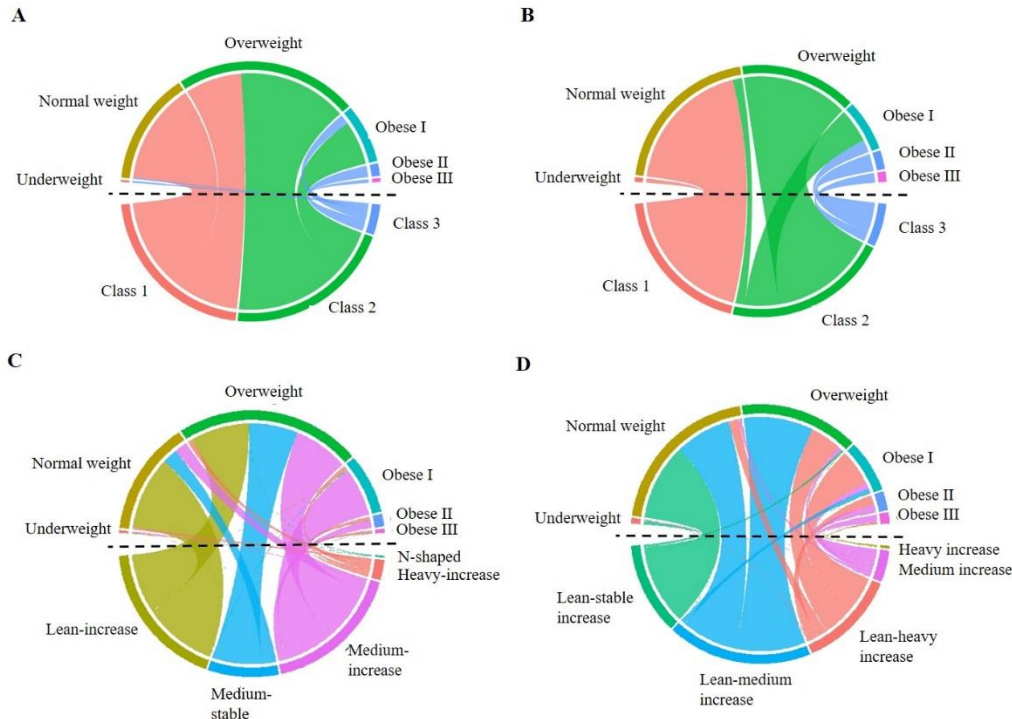 A
Overweight
Normal weight
Obese I
Obese II
Obese III
Underweight
Class 3
Class 1
Class 2
B
Overweight
Normal weight
Obese I
Obese II
Obese III
Underweight
Class 3
Class 1
Class 2
C
Overweight
Normal weight
Obese I
Obese II
Obese III
Underweight
N-shaped
Heavy-increase
Lean-increase
Medium-
increase
Medium-
stable
D
Overweight
Normal weight
Obese I
Obese II
Obese III
Underweight
Heavy increase
Medium increase
Lean-stable
increase
Lean-heavy
increase
Lean-medium
increase